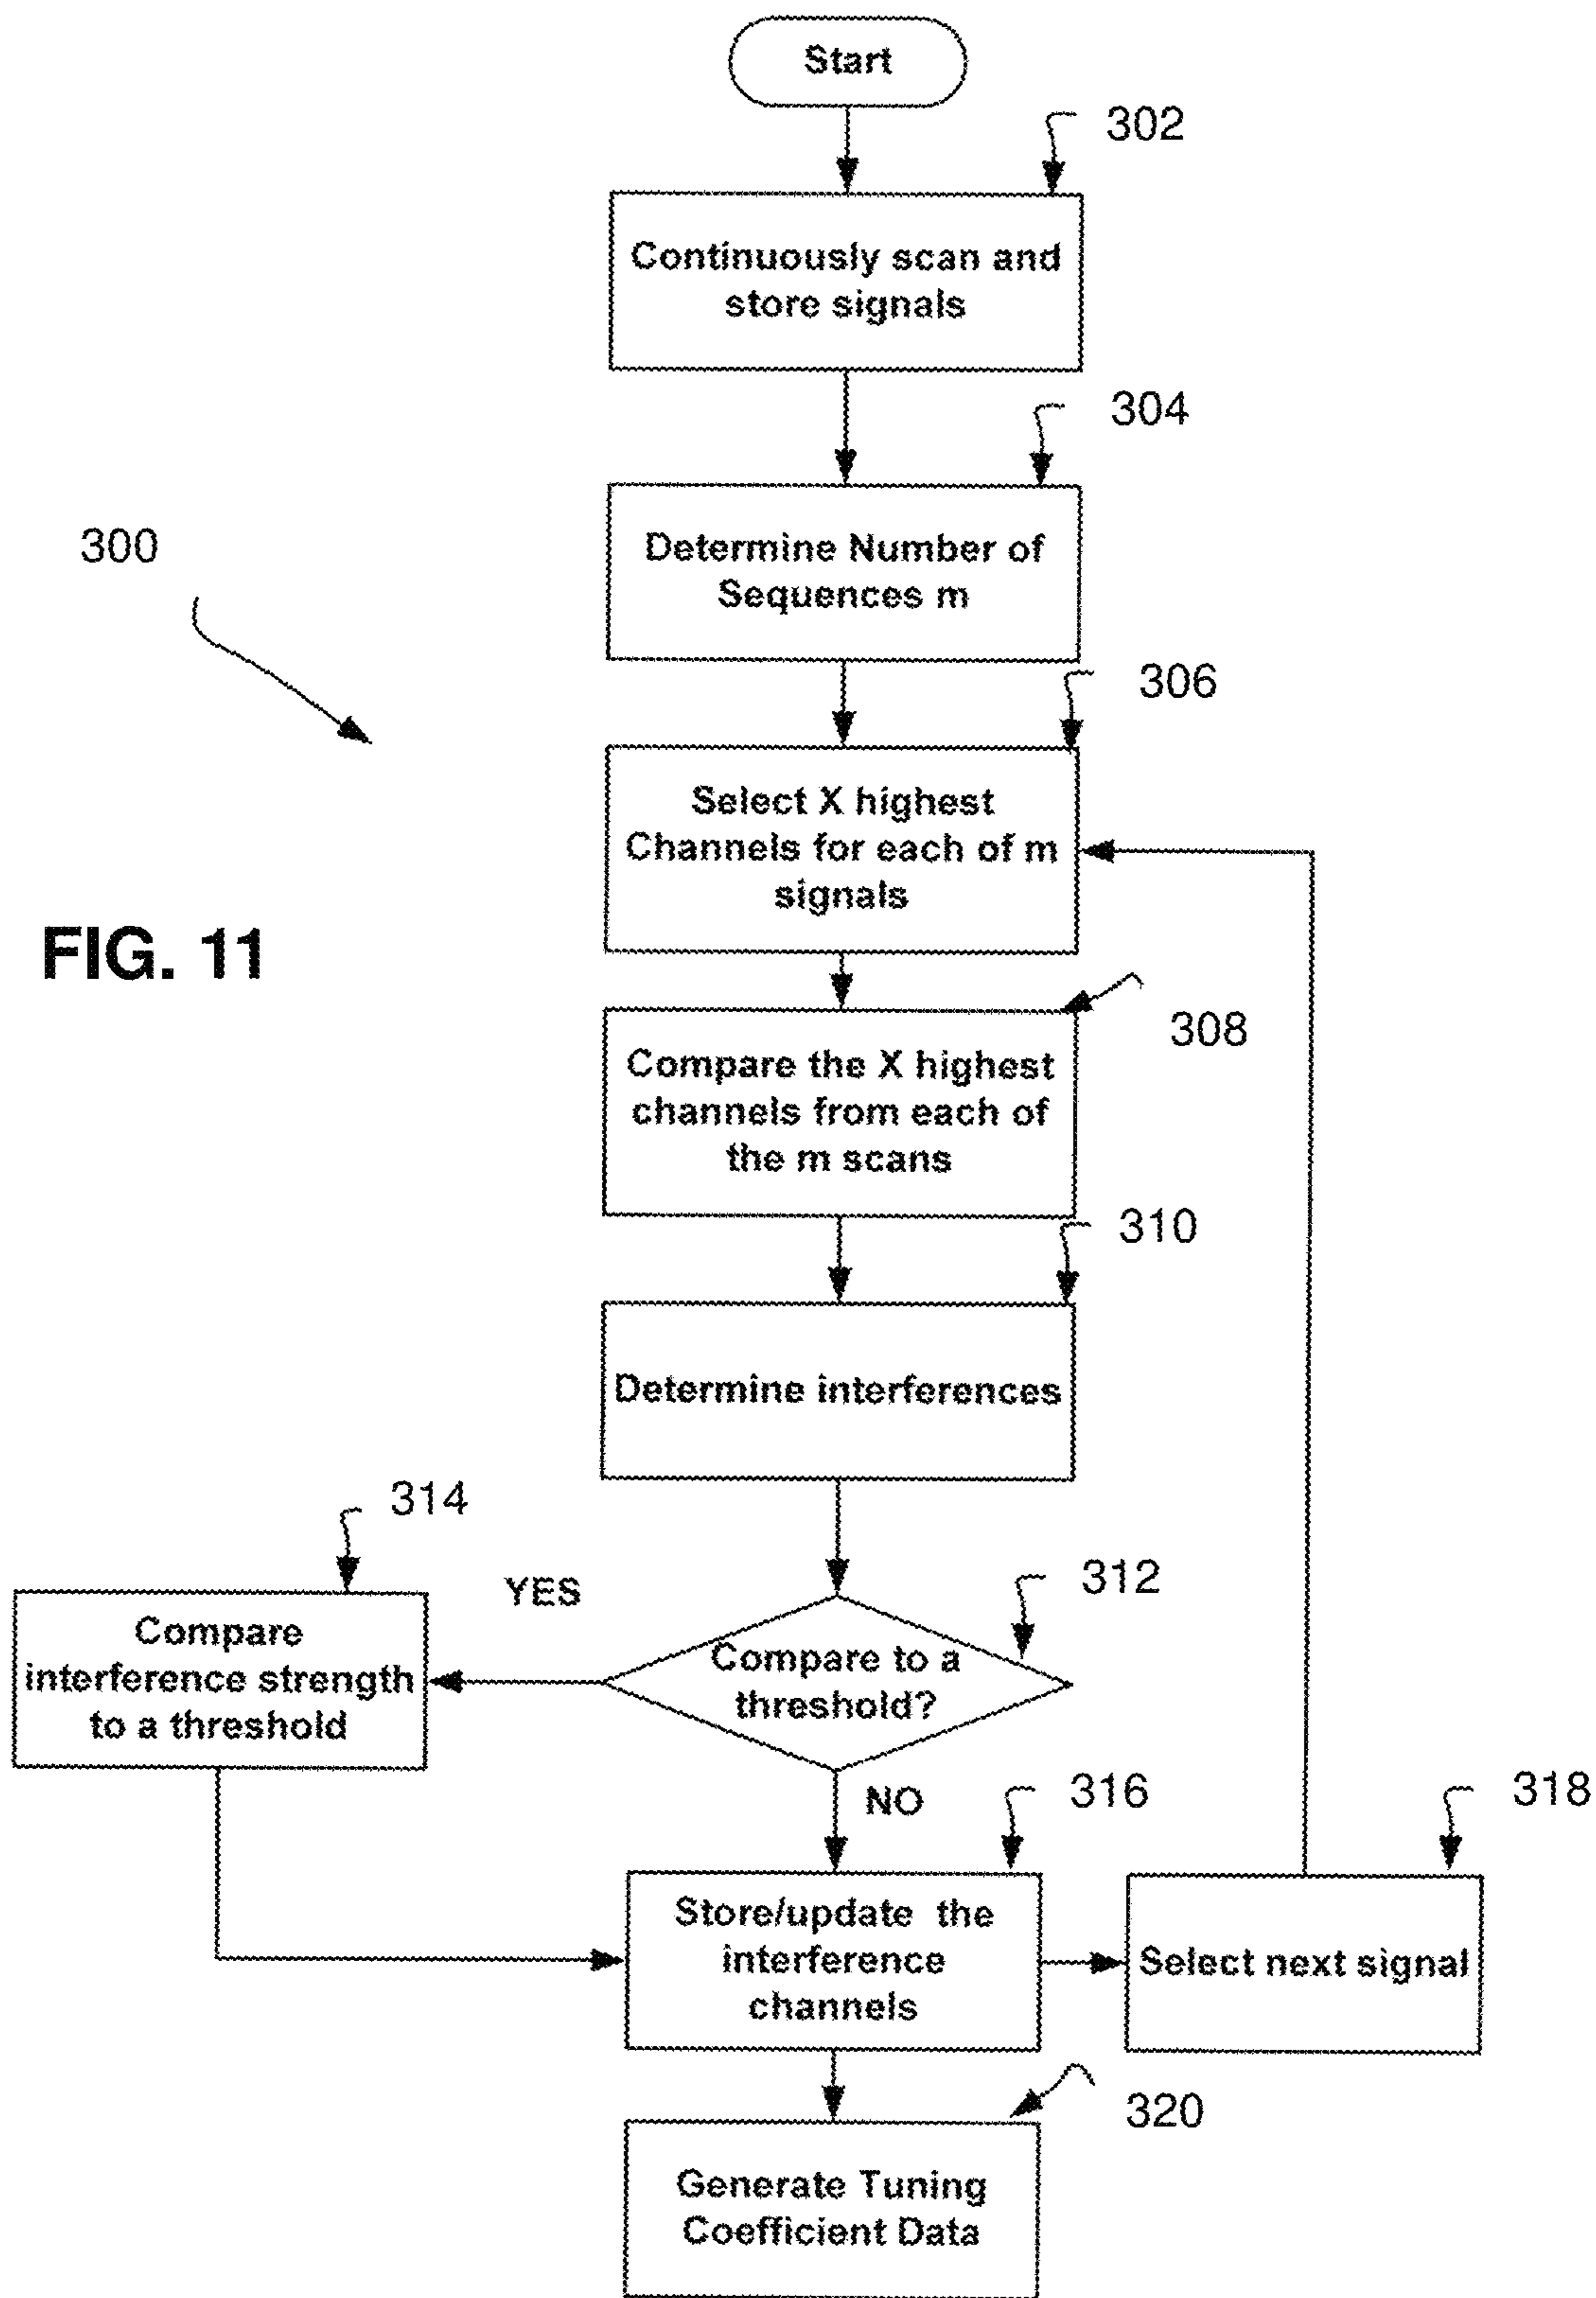 Start
302
Continuously scan and
store signals
304
Determine Number of
Sequences m
300
306
Select X highest
Channels for each of m
signals
FIG. 11
308
Compare the X highest
channels from each of
the m scans
310
Determine interferences
314
YES
312
Compare
interference strength
to a threshold
Compare to a
threshold?
NO
316
318
Store/update the
interference
channels
Select next signal
320
Generate Tuning
Coefficient Data